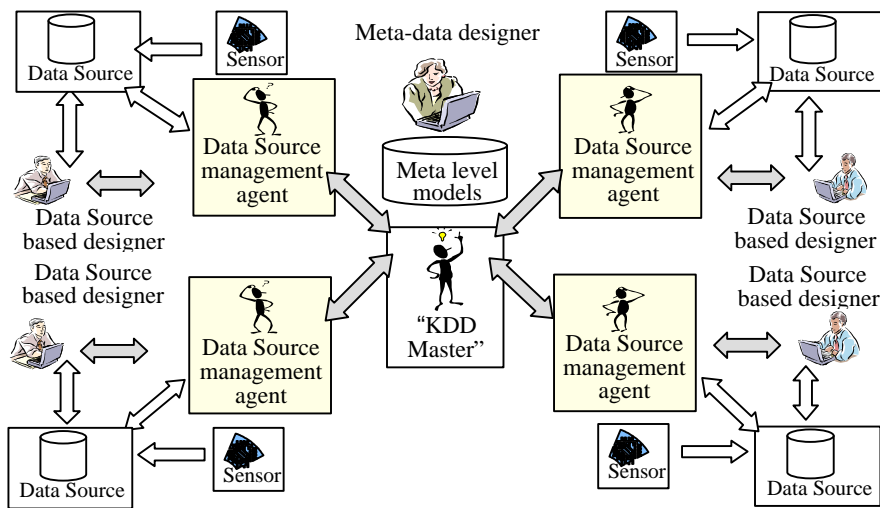 Data Source
Sensor
Meta-data designer
Sensor
Data Source
Data Source
management
agent
Meta level
models
Data Source
management
agent
Data Source
based designer
Data Source
based designer
Data Source
based designer
Data Source
based designer
Data Source
management
agent
“KDD
Master”
Data Source
management
agent
Data Source
Sensor
Sensor
Data Source